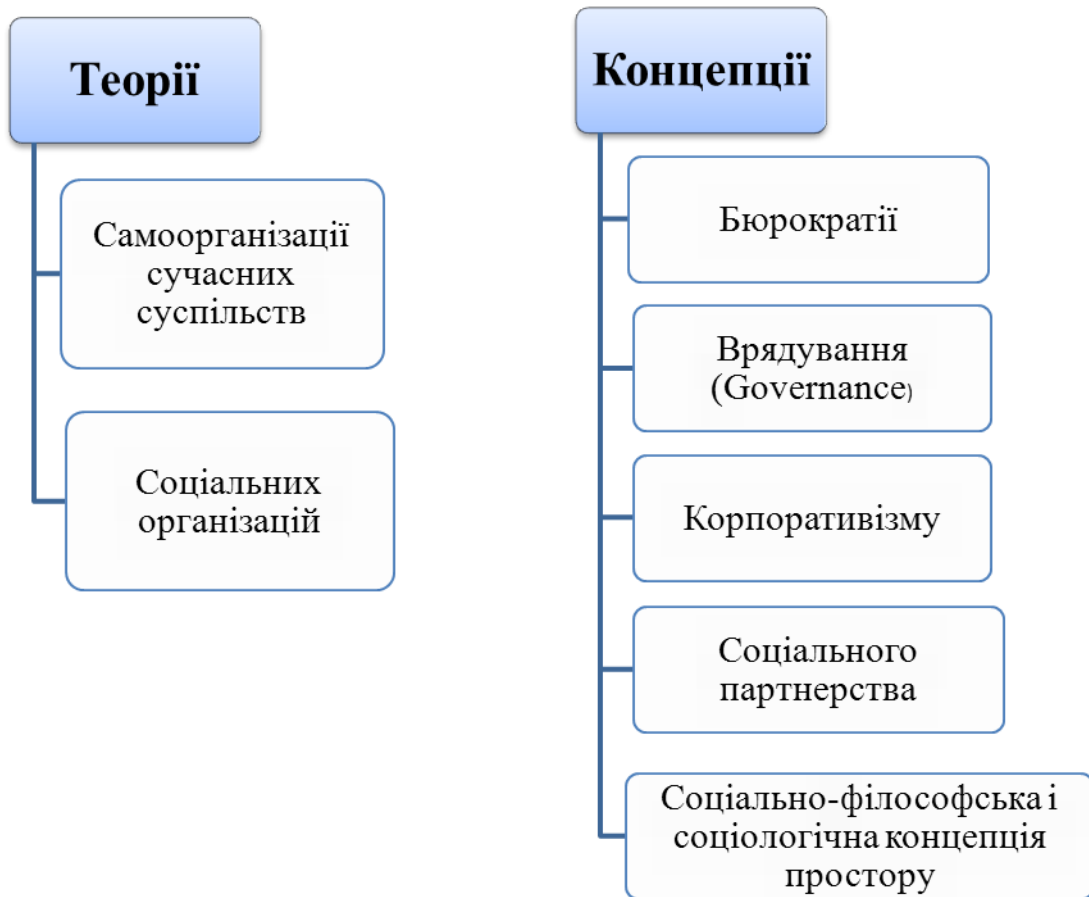 Теорії
Самоорганізації
сучасних
суспільств
Соціальних
організацій
Концепції
Бюрократії
Врядування
(Governance)
Корпоративізму
Соціального
партнерства
Соціально-філософська і
соціологічна концепція
простору